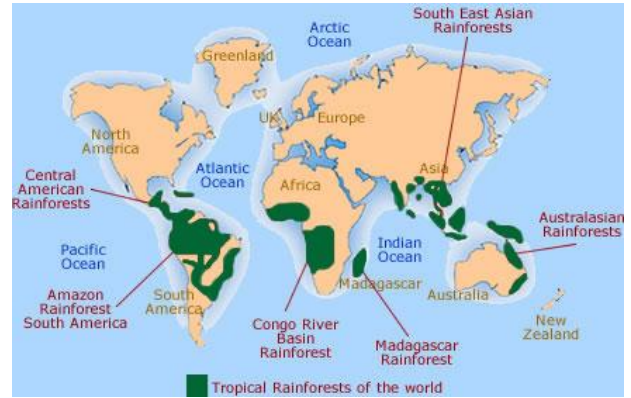 South East Asian
Rainforests
Arctic
Ocean
Greenland
UK
Europe
North
America
Atlantic
Ocean
Asia
Central
American
Rainforests
Africa
Australasian
Rainforests
Pacific
Ocean
Indian
Ocean
Amazon
Rainforest
South America
South
America
Madagascar
Australia
Congo River
Basin
Rainforest
Madagascar
Rainforest
New
Zealand
Tropical Rainforests of the world